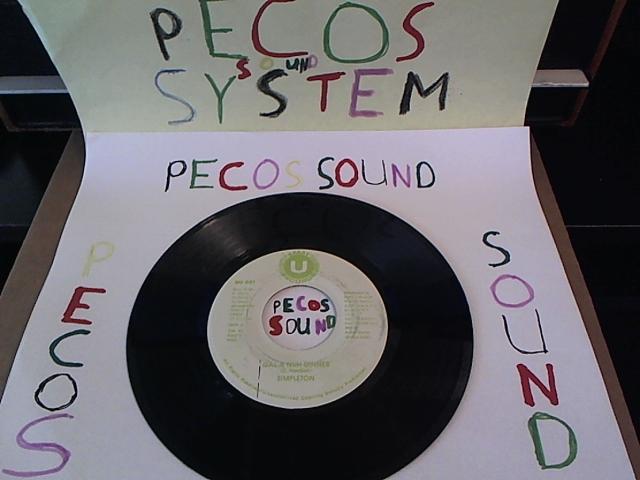 PECOS
SOUND
SYSTEM
PECOS SOUND
PECOS
SOUND
U
PECOS
SOUND
SIMPLETON